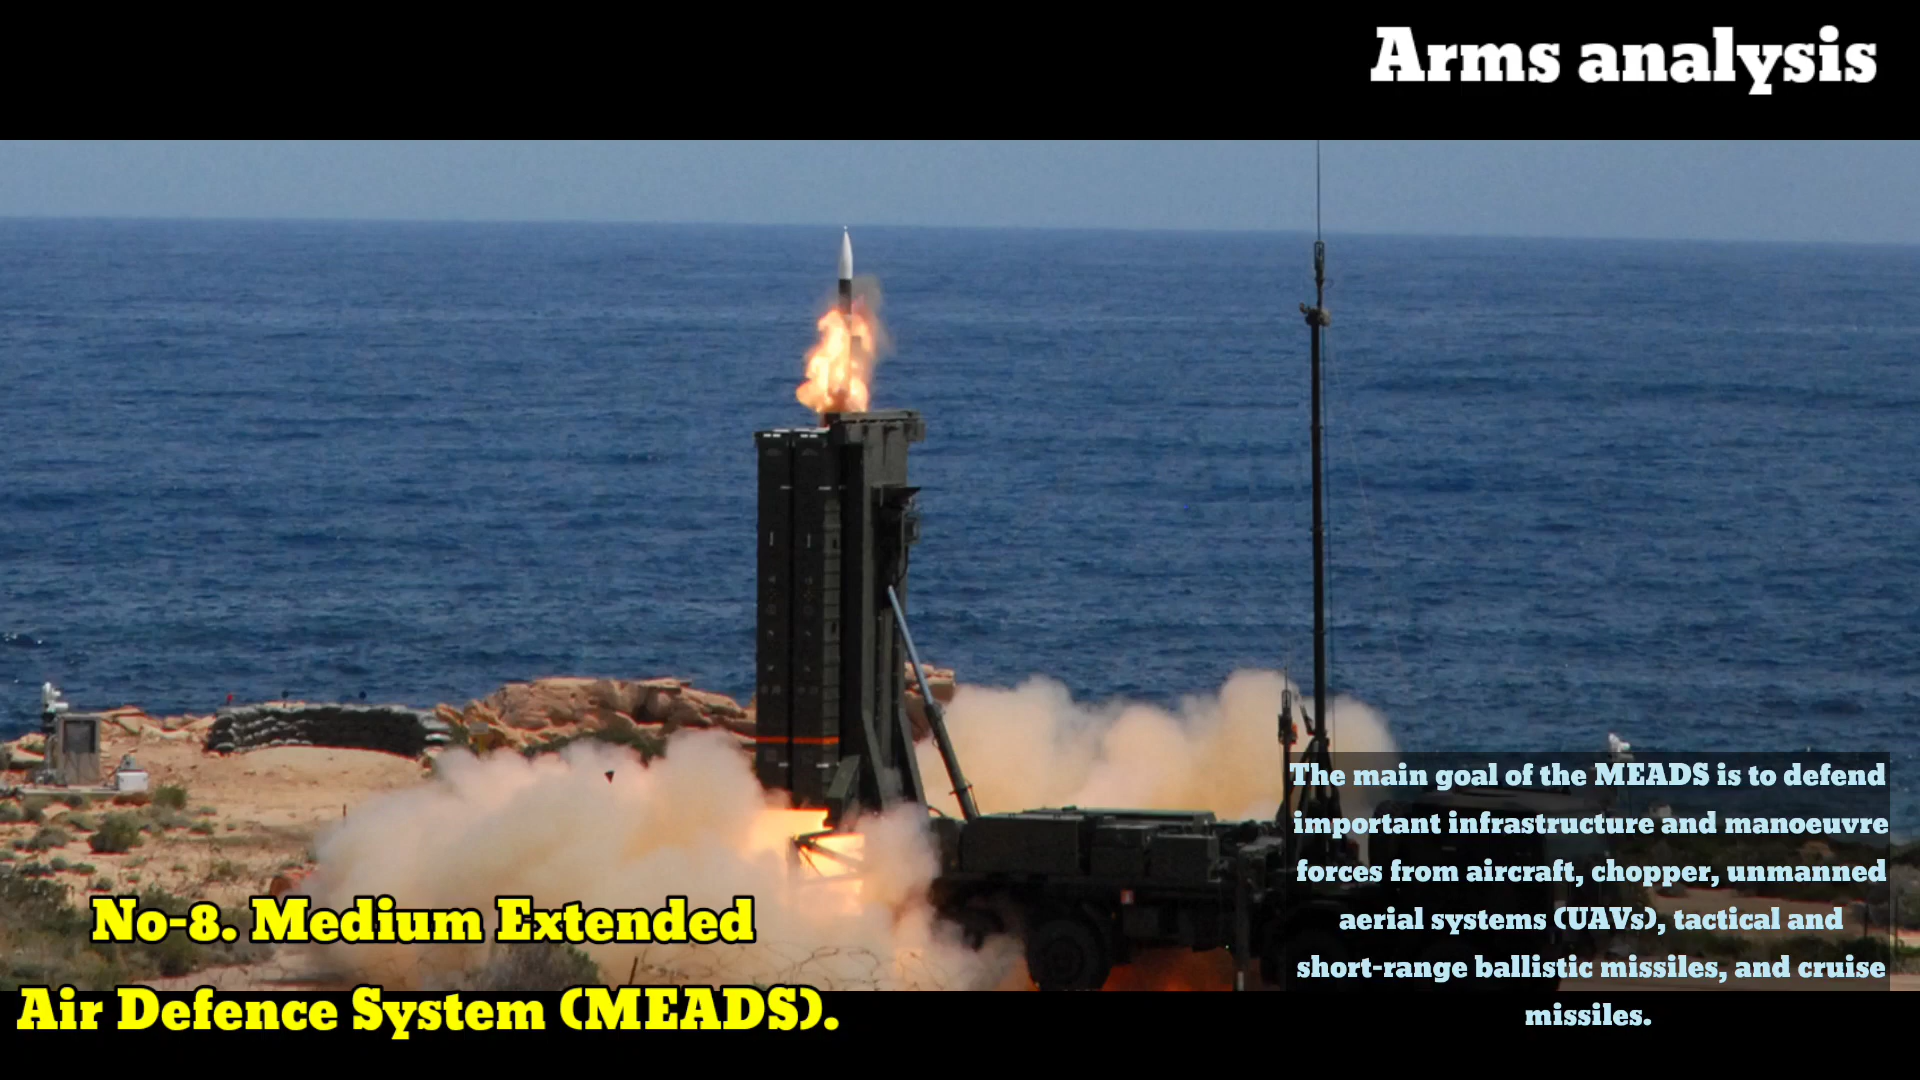 Arms analysis
The main goal of the MEADS is to defend
important infrastructure and manoeuvre
forces from aircraft, chopper, unmanned
aerial systems (UAVs), tactical and
short-range ballistic missiles, and cruise
missiles.
No-8. Medium Extended
Air Defence System (MEADS).